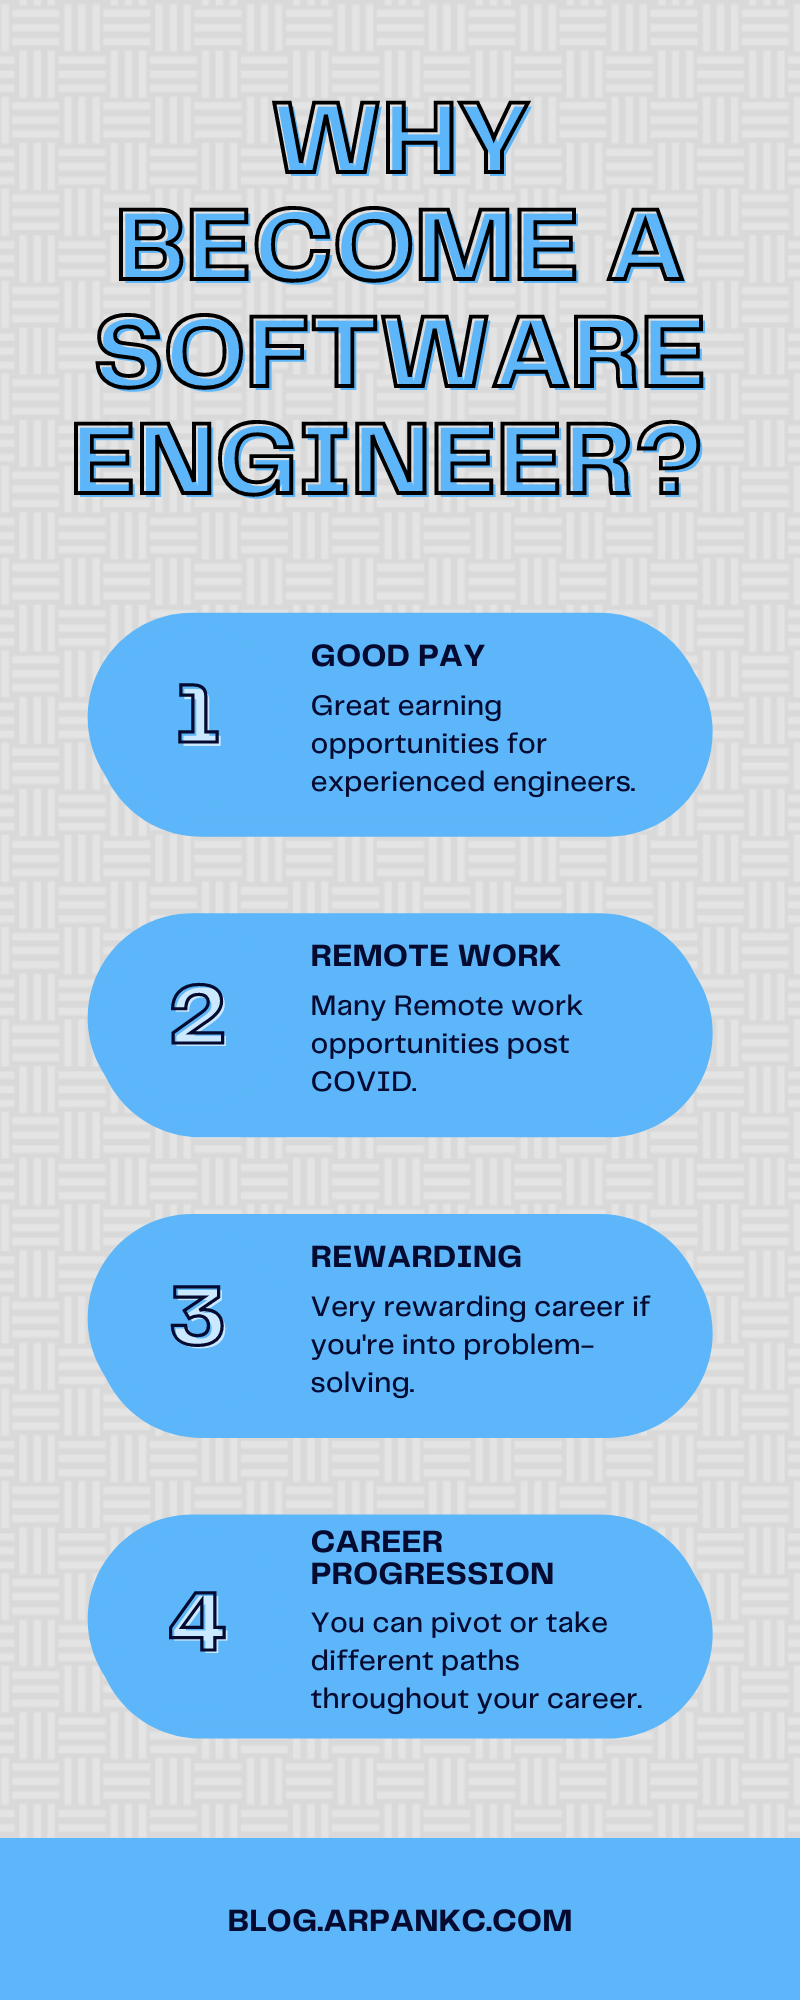 WHY
BECOME A
SOFTWARE
ENGINEER?
1
GOOD PAY
Great earning
opportunities for
experienced engineers.
2
REMOTE WORK
Many Remote work
opportunities post
COVID.
3
REWARDING
Very rewarding career if
you're into problem-
solving.
4
CAREER
PROGRESSION
You can pivot or take
different paths
throughout your career.
BLOG.ARPANKC.COM